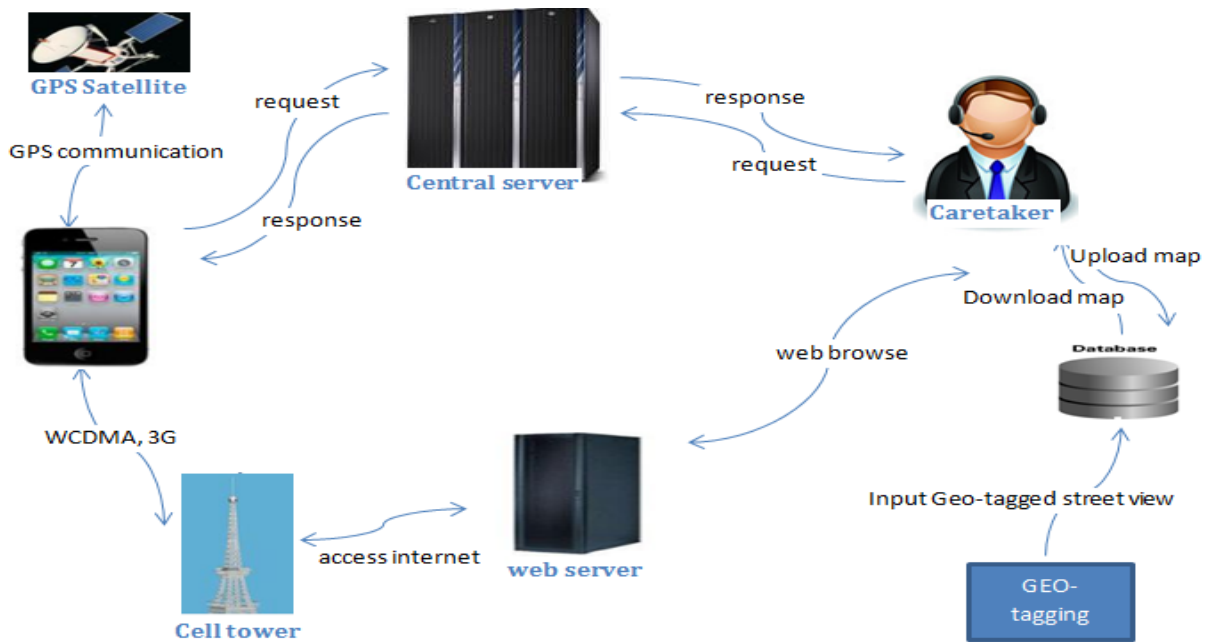 GPS Satellite
request
response
GPS communication
Central server
request
response
Caretaker
Upload map
Download map
Database
web browse
WCDMA, 3G
Input Geo-tagged street view
access internet
web server
GEO-
tagging
Cell tower